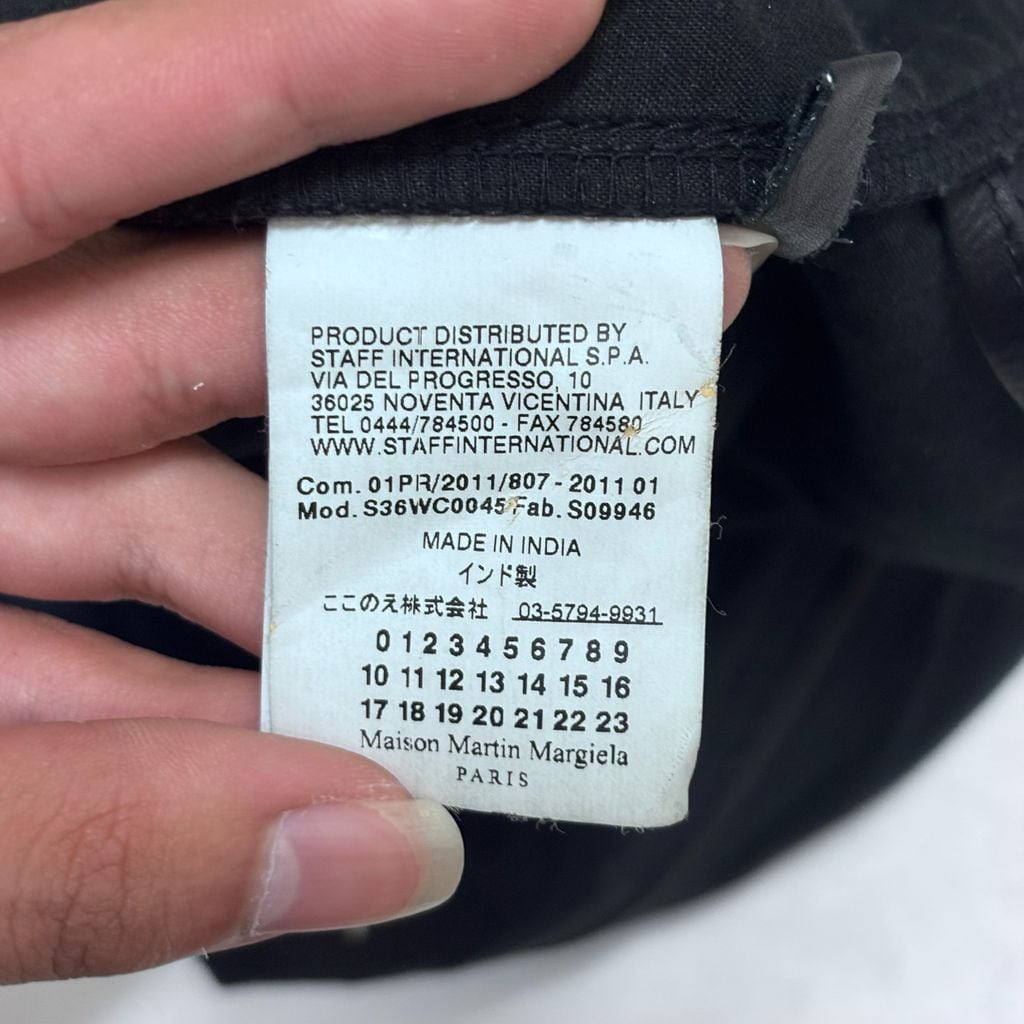 PRODUCT DISTRIBUTED BY
STAFF INTERNATIONAL S.P.A.
VIA DEL PROGRESSO, 10
36025 NOVENTA VICENTINA ITALY
TEL 0444/784500 - FAX 784580
WWW.STAFFINTERNATIONAL.COM
Com. 01PR/2011/807 - 2011 01
Mod. S36WC0045 Fab. S09946
MADE IN INDIA
インド製
ここのえ株式会社 03-5794-9931
0 1 2 3 4 5 6 7 8 9
10 11 12 13 14 15 16
17 18 19 20 21 22 23
Maison Martin Margiela
PARIS